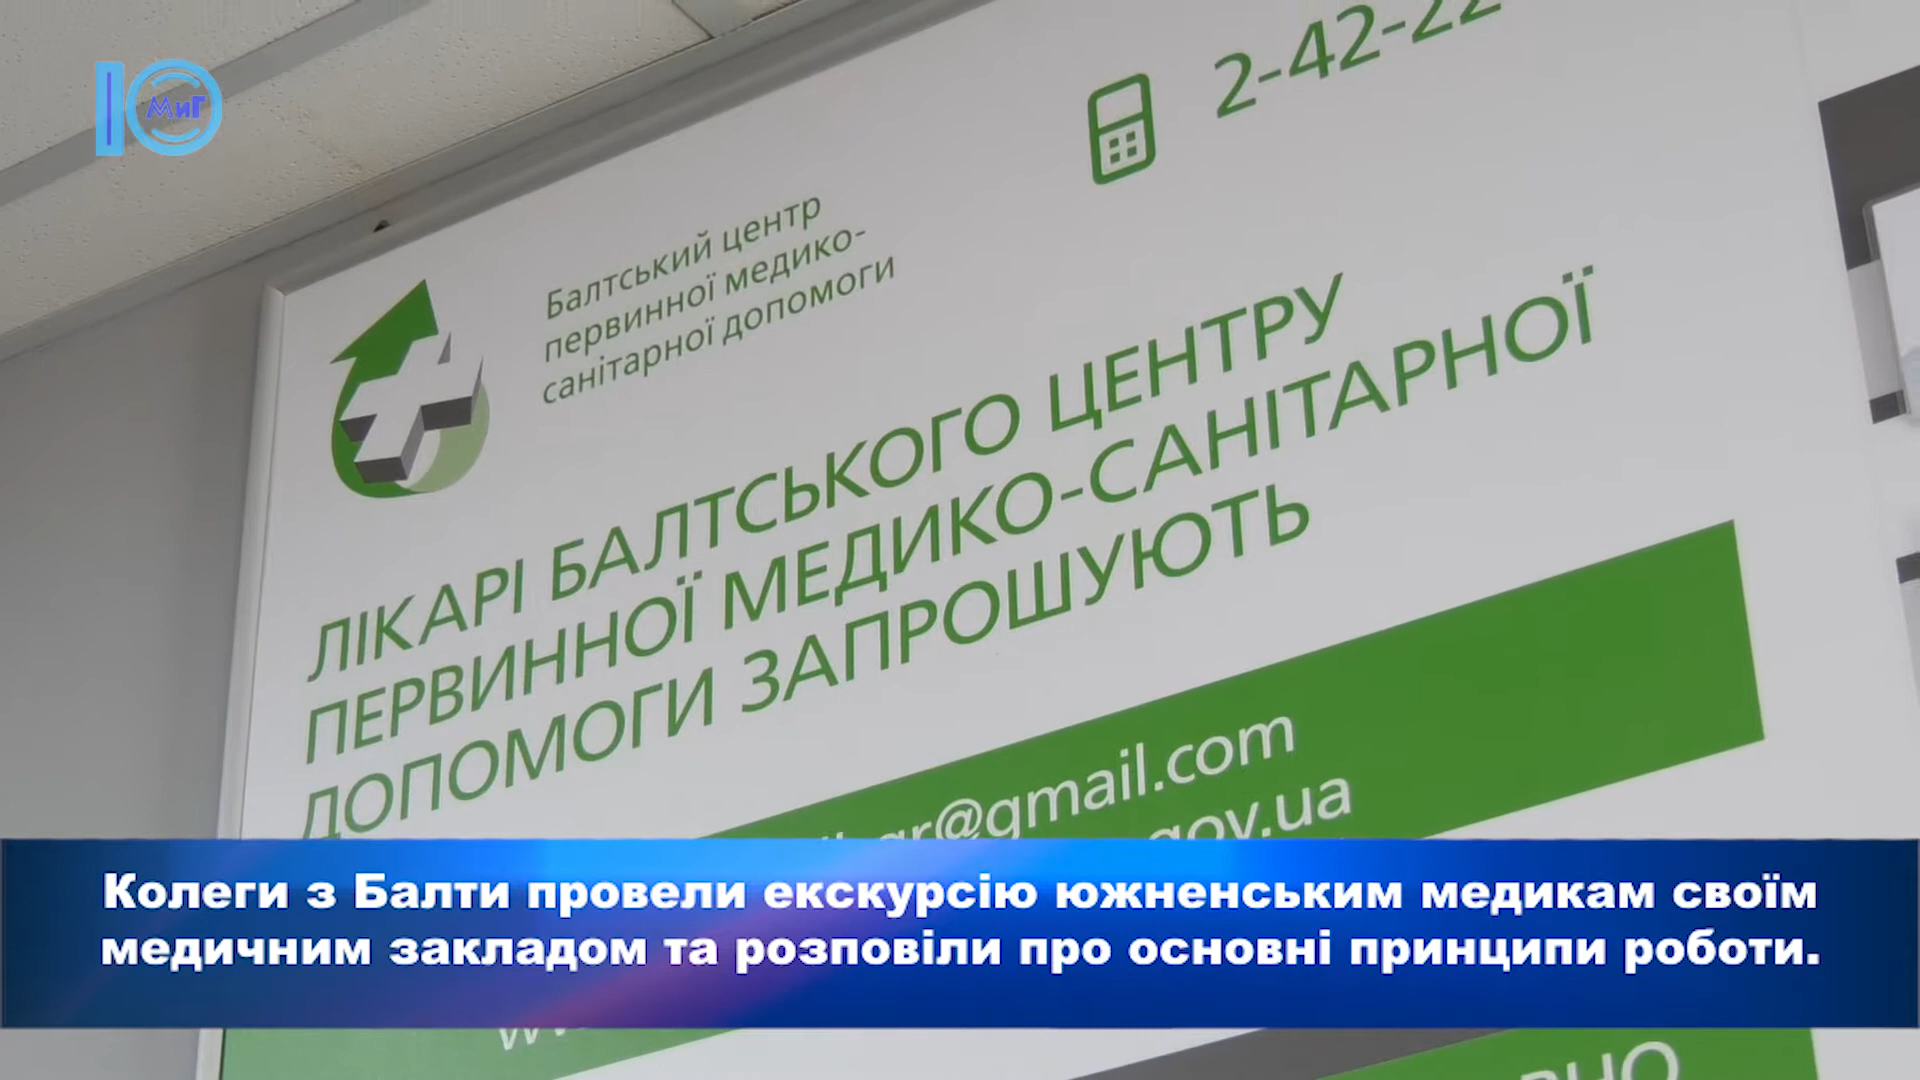 Ю
МиГ
2-42-22
Балтський центр
первинної медико-
санітарної допомоги
ЛІКАРІ БАЛТСЬКОГО ЦЕНТРУ
ПЕРВИННОЇ МЕДИКО-САНІТАРНОЇ
ДОПОМОГИ ЗАПРОШУЮТЬ
@gmail.com
gov.ua
Колеги з Балти провели екскурсію южненським медикам своїм
медичним закладом та розповіли про основні принципи роботи.